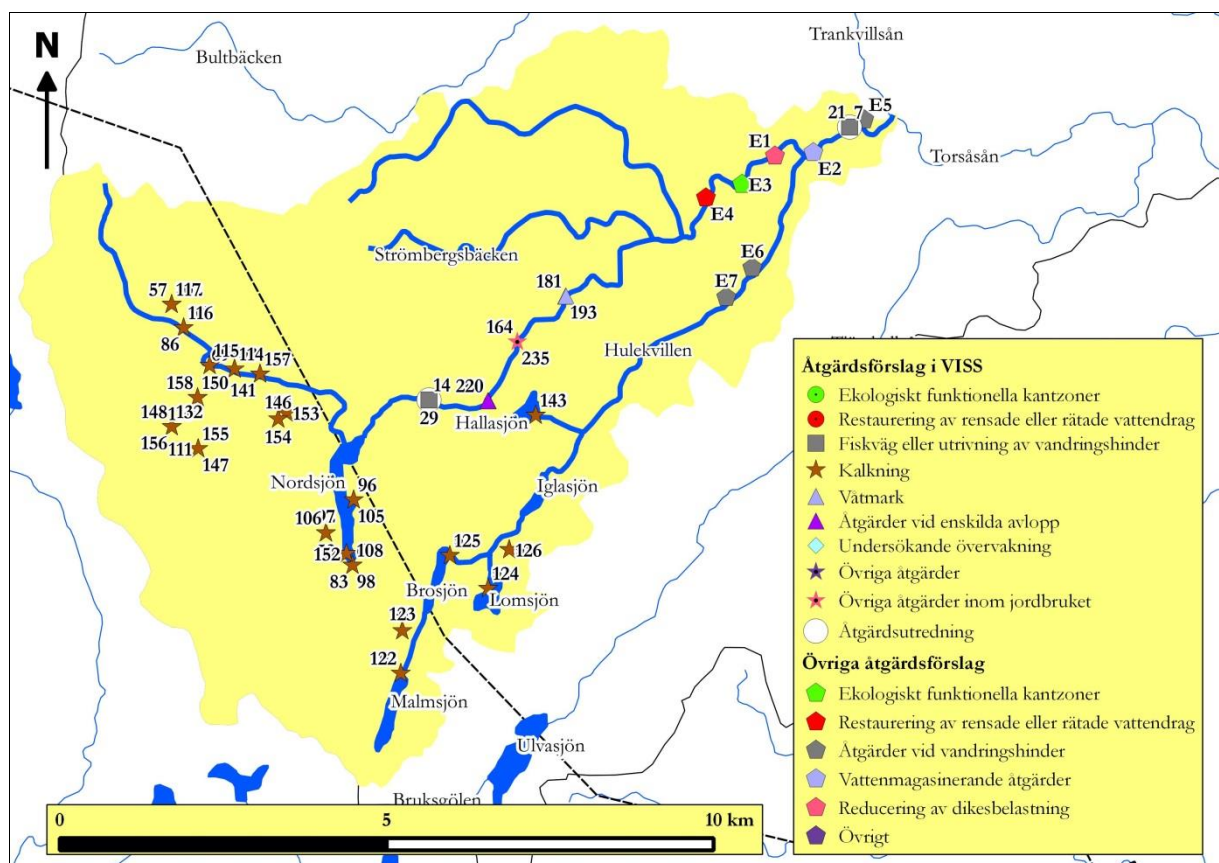 N
Bultbäcken
Trankvillsån
Torsåsån
21 7 E5
E1
E2
E3
E4
Strömbergsbäcken
E6
E7
181
193
57 117
116
86
164
235
Hulekvillen
115 114 157
150 141
14 220
29
158
146 153
154
143
Hallasjön
148 132
156 111
155
147
Nordsjön
96
105
Iglasjön
106
152 108
83 98
125
126
124
Brosjön
Lomsjön
123
122
Malmsjön
Ulvasjön
Bruksgölen
0 5 10 km
Åtgärdsförslag i VISS
Ekologiskt funktionella kantzoner
Restaurering av rensade eller rätade vattendrag
Fiskväg eller utrivning av vandringshinder
Kalkning
Våtmark
Åtgärder vid enskilda avlopp
Undersökande övervakning
Övriga åtgärder
Övriga åtgärder inom jordbruket
Åtgärdsutredning
Övriga åtgärdsförslag
Ekologiskt funktionella kantzoner
Restaurering av rensade eller rätade vattendrag
Åtgärder vid vandringshinder
Vattenmagasinerande åtgärder
Reducering av dikesbelastning
Övrigt